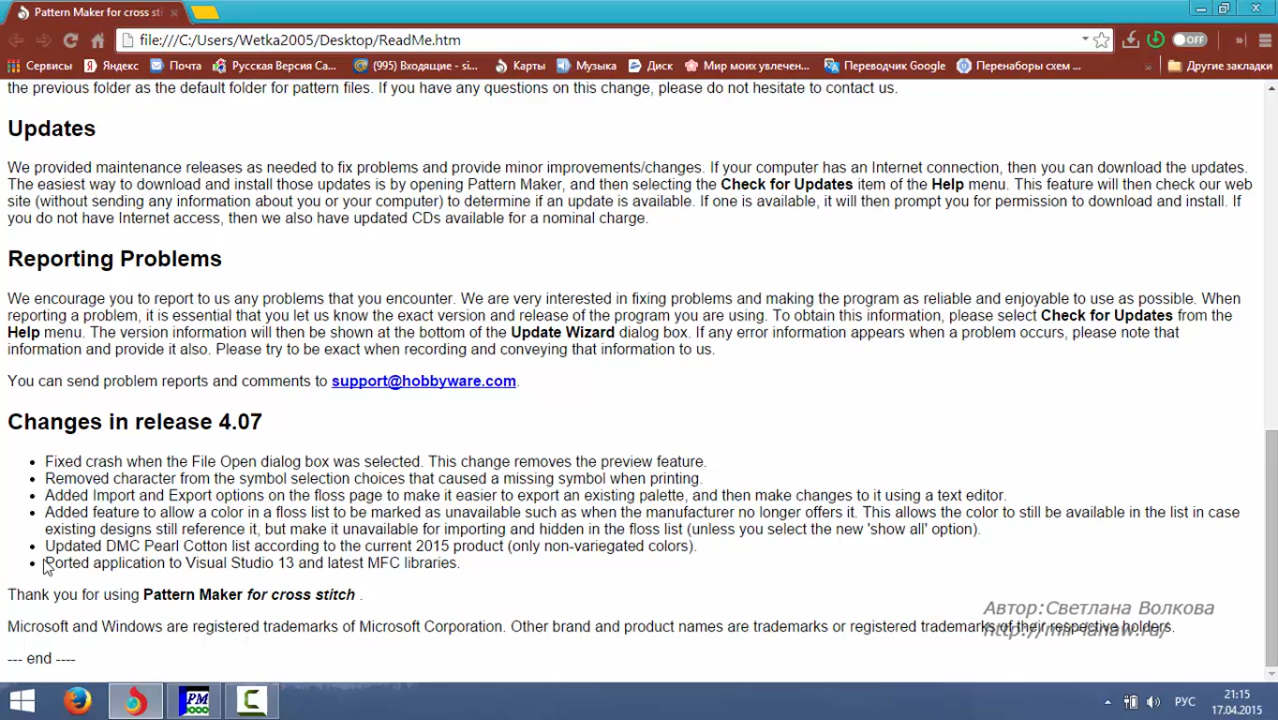 Pattern Maker for cross sti
file:///C:/Users/Wetka2005/Desktop/ReadMe.htm
OFF
Сервисы
Яндекс
Почта
Русская Версия Са...
(995) Входящие - si...
Карты
Музыка
Диск
Мир моих увлечен...
Переводчик Google
Перенаборы схем ...
Другие закладки
the previous folder as the default folder for pattern files. If you have any questions on this change, please do not hesitate to contact us.
Updates
We provided maintenance releases as needed to fix problems and provide minor improvements/changes. If your computer has an Internet connection, then you can download the updates.
The easiest way to download and install those updates is by opening Pattern Maker, and then selecting the Check for Updates item of the Help menu. This feature will then check our web
site (without sending any information about you or your computer) to determine if an update is available. If one is available, it will then prompt you for permission to download and install. If
you do not have Internet access, then we also have updated CDs available for a nominal charge.
Reporting Problems
We encourage you to report to us any problems that you encounter. We are very interested in fixing problems and making the program as reliable and enjoyable to use as possible. When
reporting a problem, it is essential that you let us know the exact version and release of the program you are using. To obtain this information, please select Check for Updates from the
Help menu. The version information will then be shown at the bottom of the Update Wizard dialog box. If any error information appears when a problem occurs, please note that
information and provide it also. Please try to be exact when recording and conveying that information to us.
You can send problem reports and comments to support@hobbyware.com.
Changes in release 4.07
• Fixed crash when the File Open dialog box was selected. This change removes the preview feature.
• Removed character from the symbol selection choices that caused a missing symbol when printing.
• Added Import and Export options on the floss page to make it easier to export an existing palette, and then make changes to it using a text editor.
• Added feature to allow a color in a floss list to be marked as unavailable such as when the manufacturer no longer offers it. This allows the color to still be available in the list in case
existing designs still reference it, but make it unavailable for importing and hidden in the floss list (unless you select the new 'show all' option).
• Updated DMC Pearl Cotton list according to the current 2015 product (only non-variegated colors).
• Ported application to Visual Studio 13 and latest MFC libraries.
Thank you for using Pattern Maker for cross stitch .
Автор:Светлана Волкова
Microsoft and Windows are registered trademarks of Microsoft Corporation. Other brand and product names are trademarks or registered trademarks of their respective holders.
--- end ----
PM
РУС
21:15
17.04.2015